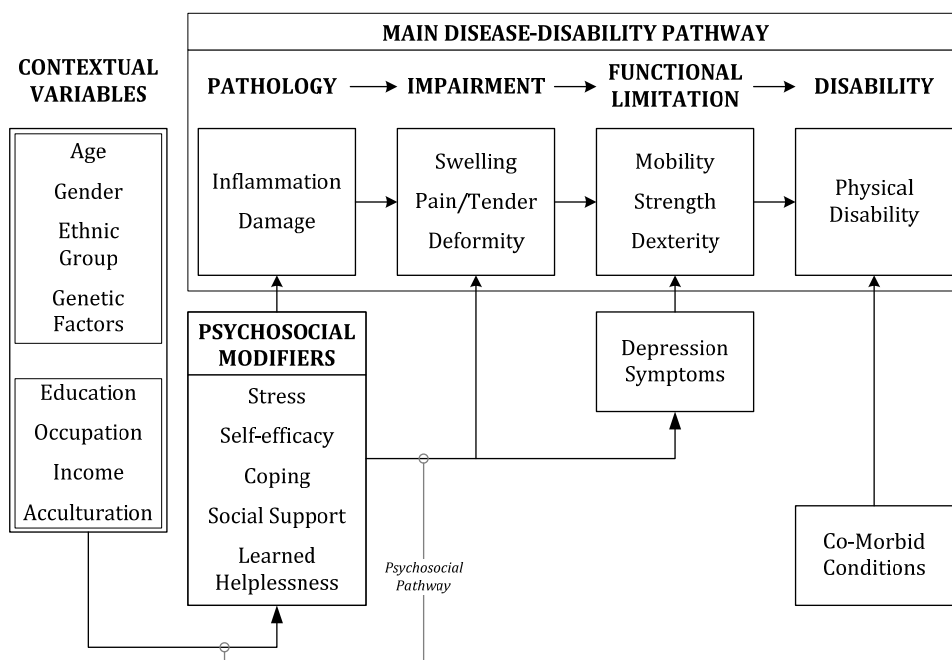 MAIN DISEASE-DISABILITY PATHWAY
CONTEXTUAL
VARIABLES
PATHOLOGY
IMPAIRMENT
FUNCTIONAL
LIMITATION
DISABILITY
Age
Gender
Ethnic
Group
Genetic
Factors
Education
Occupation
Income
Acculturation
Inflammation
Damage
Swelling
Pain/Tender
Deformity
Mobility
Strength
Dexterity
Physical
Disability
PSYCHOSOCIAL
MODIFIERS
Stress
Self-efficacy
Coping
Social Support
Learned
Helplessness
Depression
Symptoms
Psychosocial
Pathway
Co-Morbid
Conditions